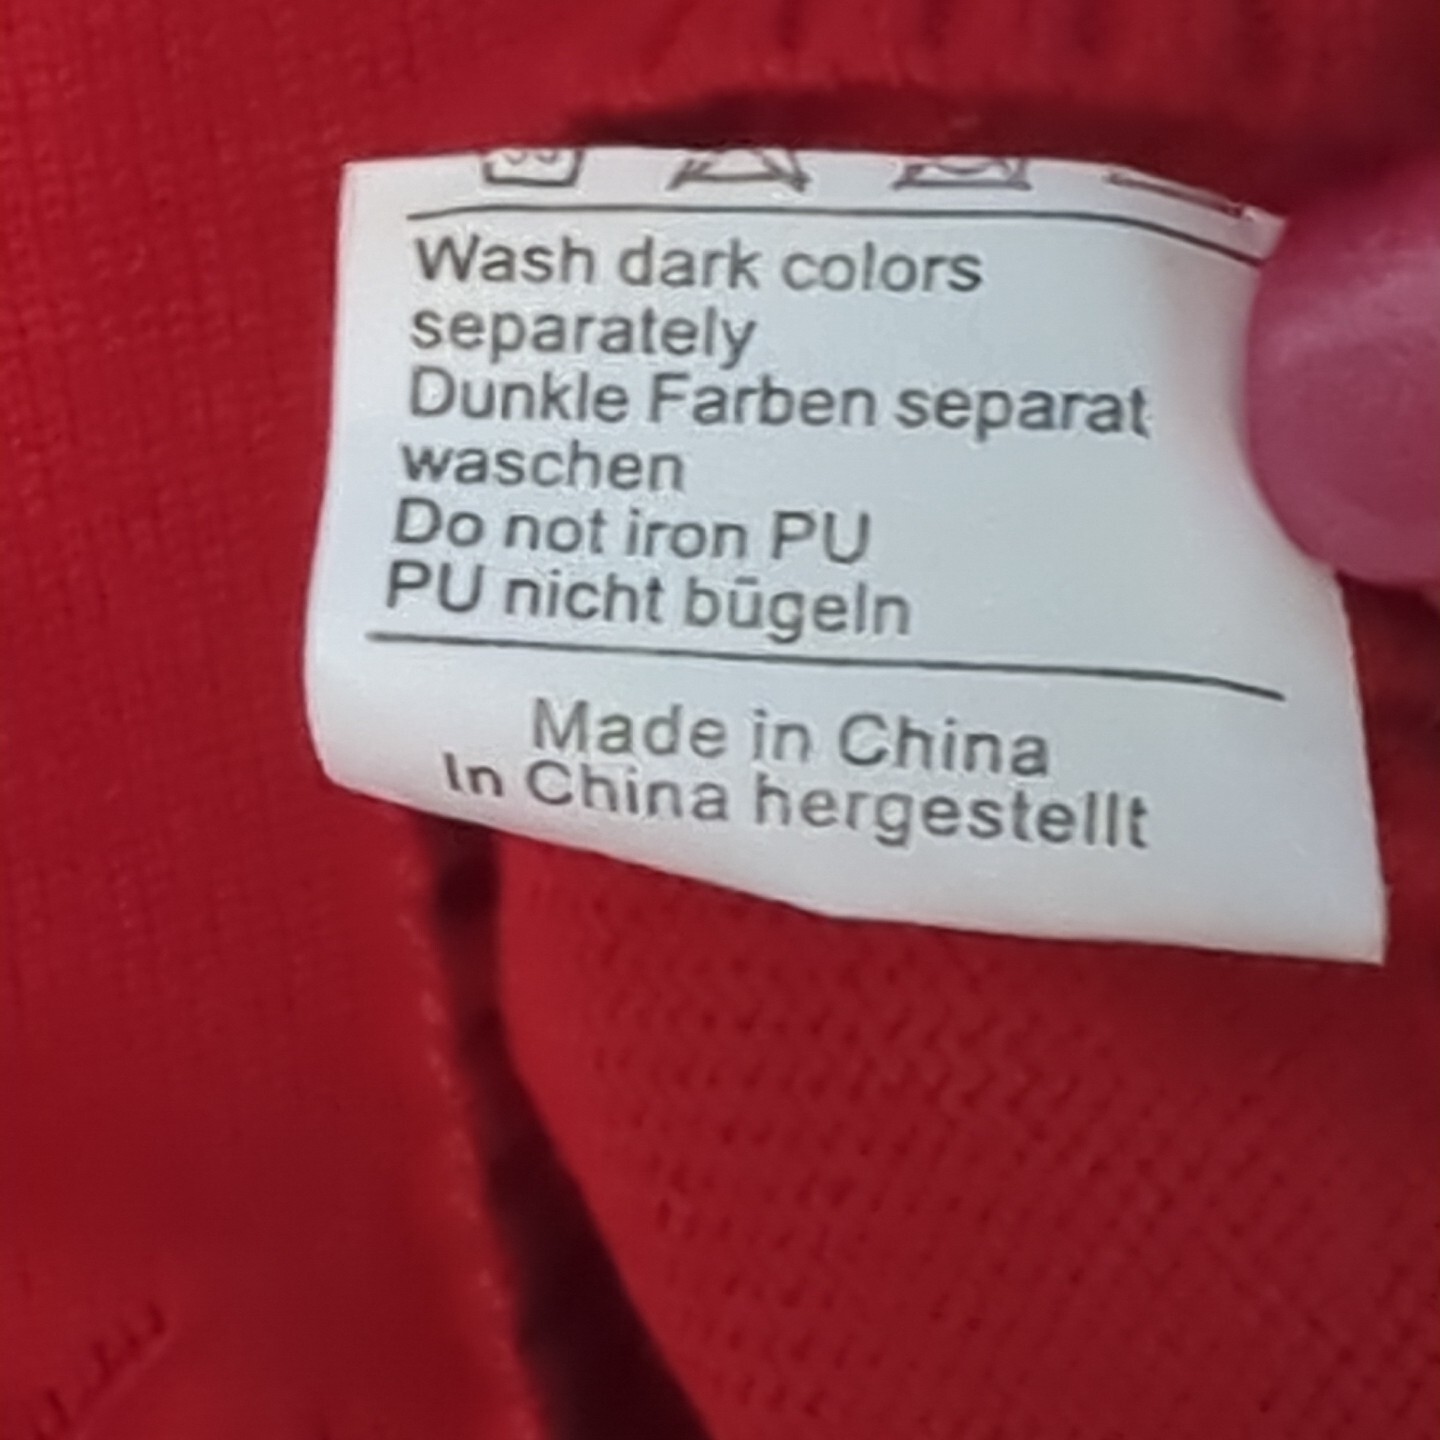 Wash dark colors
separately
Dunkle Farben separat
waschen
Do not iron PU
PU nicht bügeln
Made in China
In China hergestellt